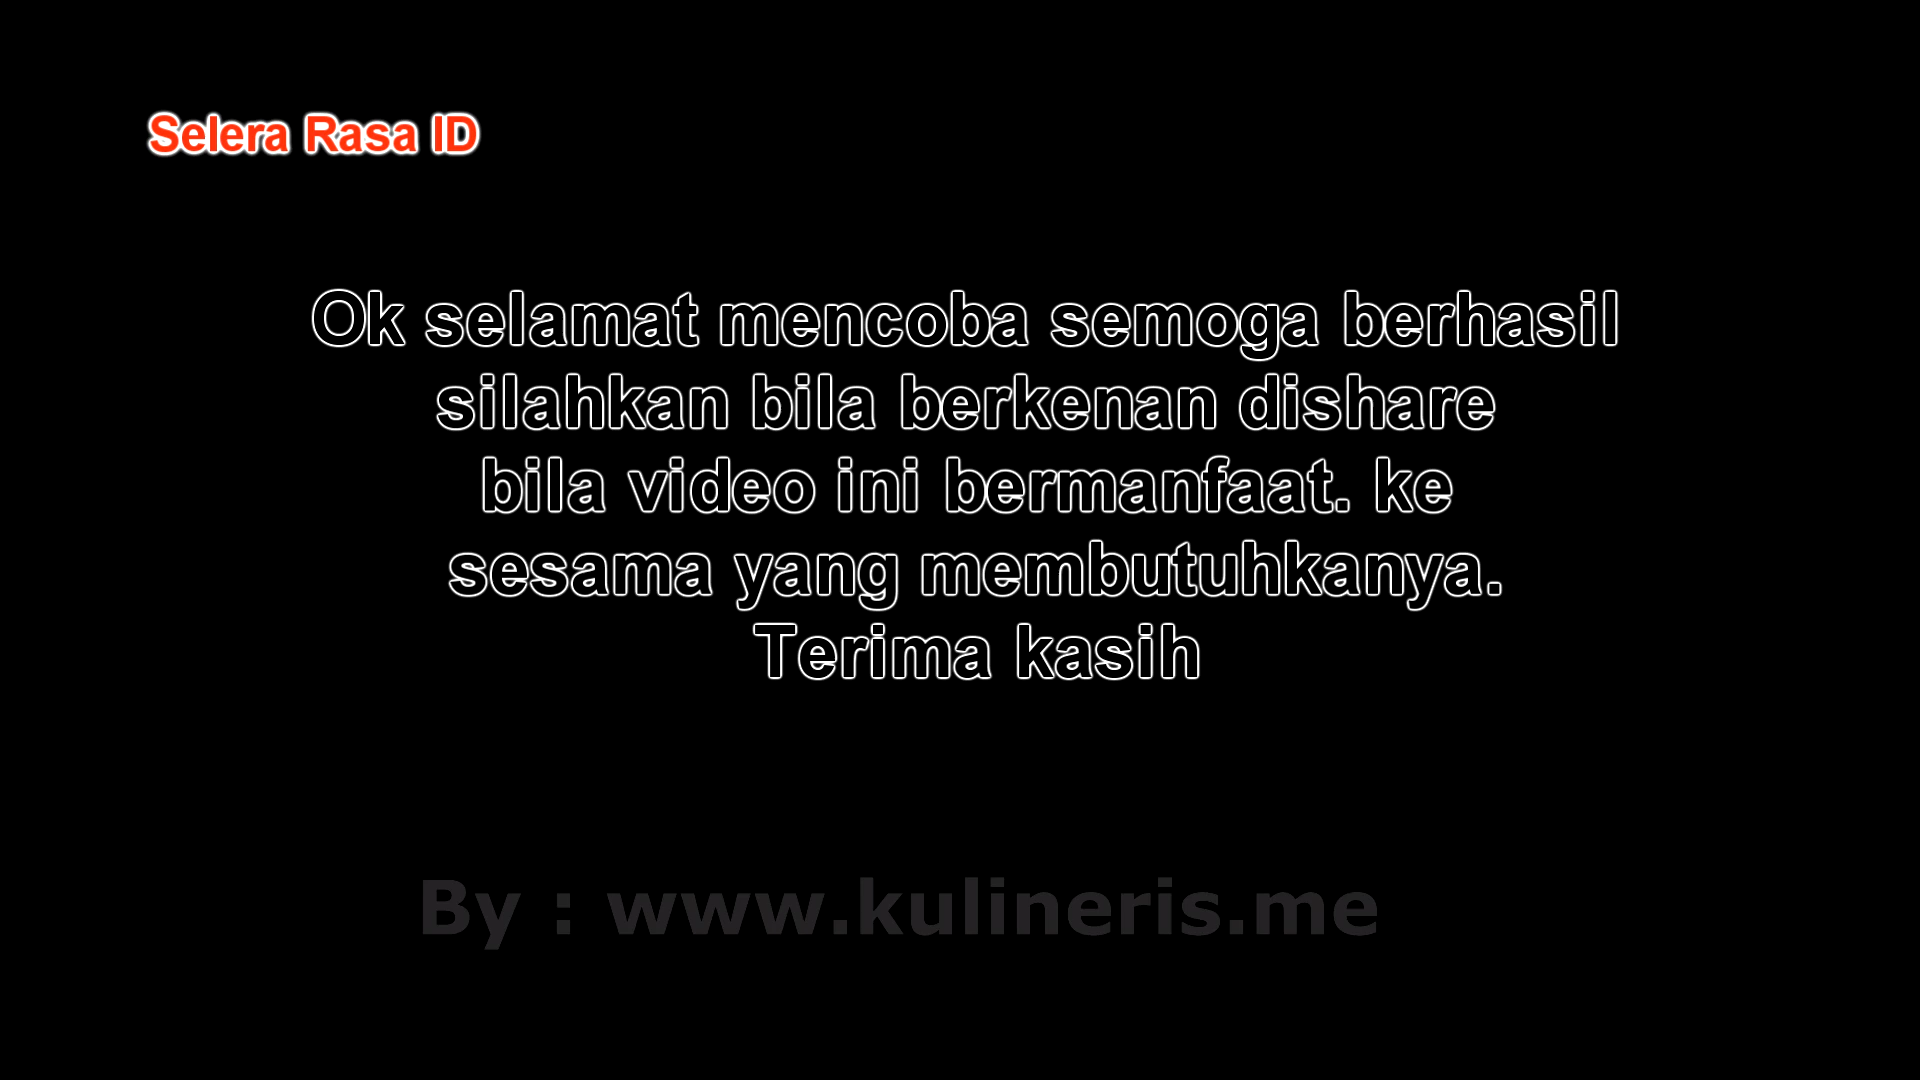 Selera Rasa ID
Ok selamat mencoba semoga berhasil
silahkan bila berkenan dishare
bila video ini bermanfaat. ke
sesama yang membutuhkanya.
Terima kasih
By : www.kulineris.me